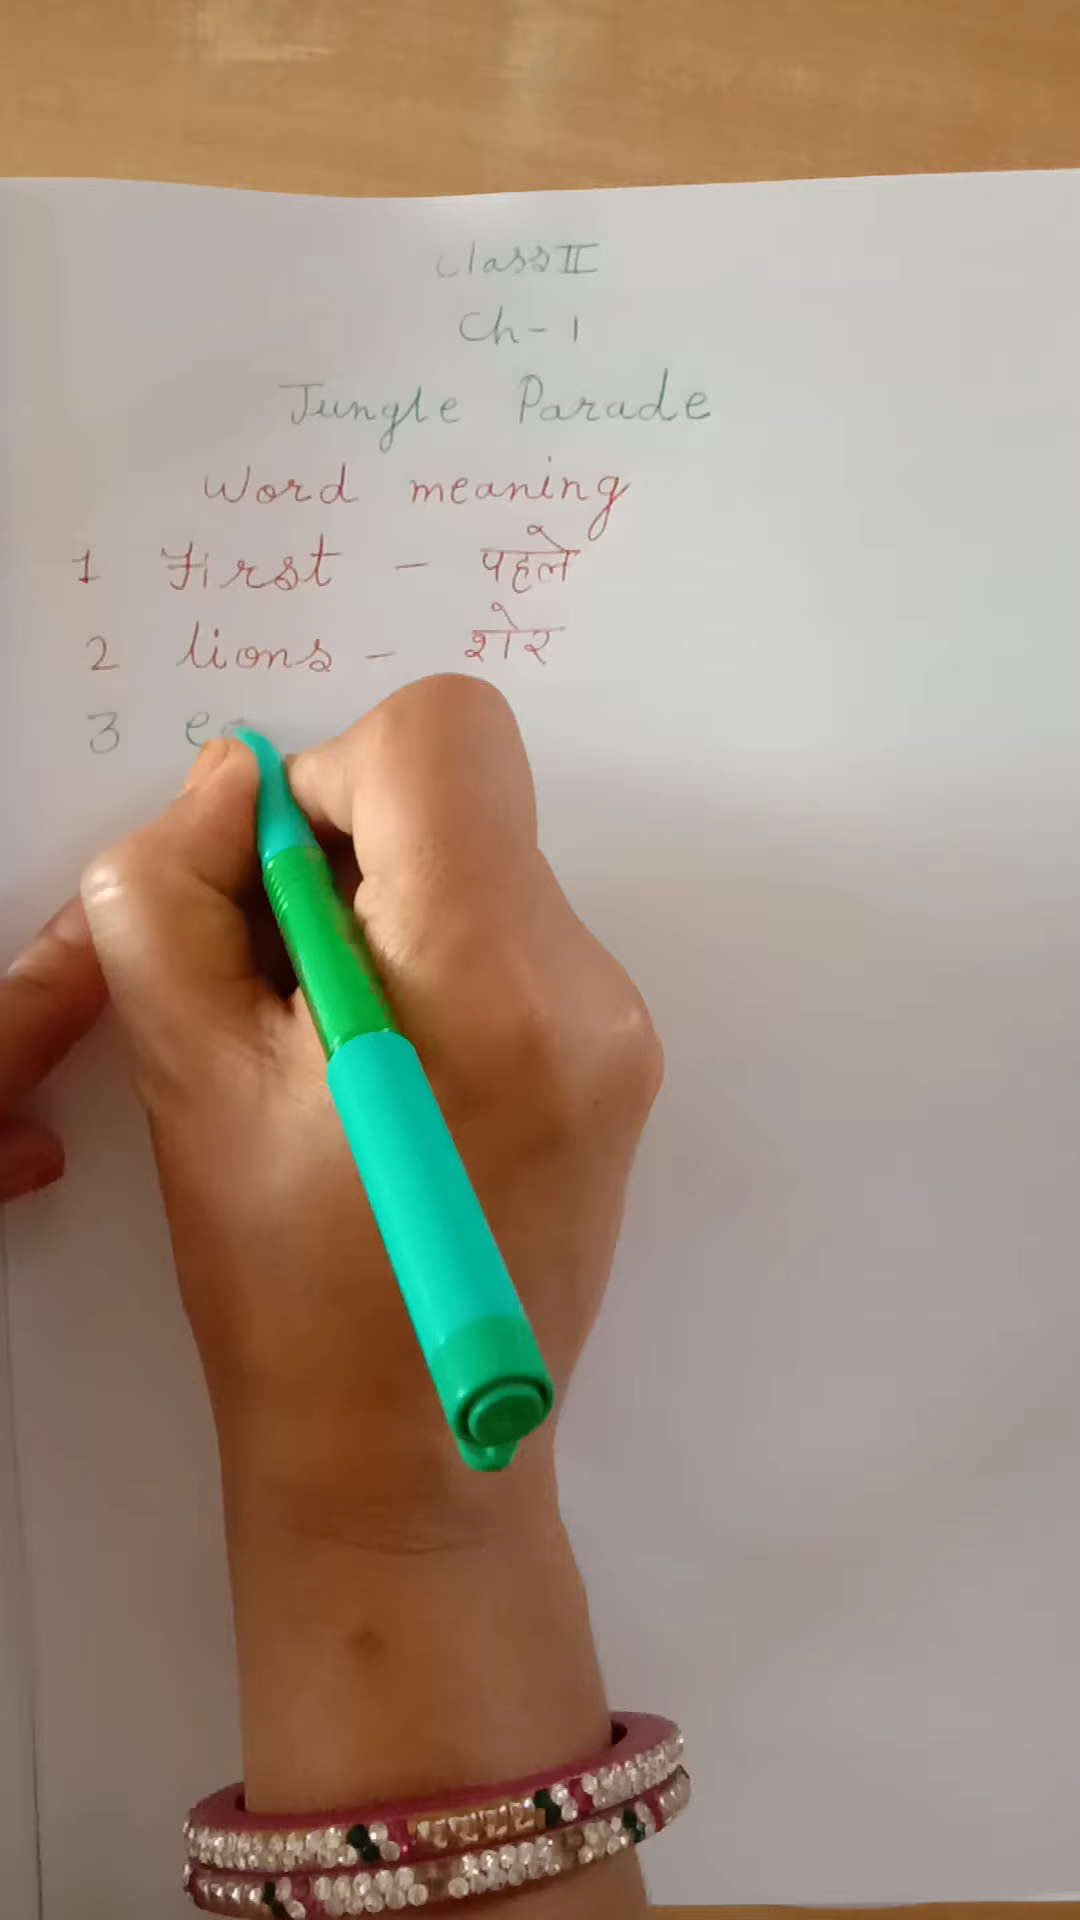 Class II
Ch-1
Jungle Parade
Word meaning
1 First - पहले
2 lions - शेर
3